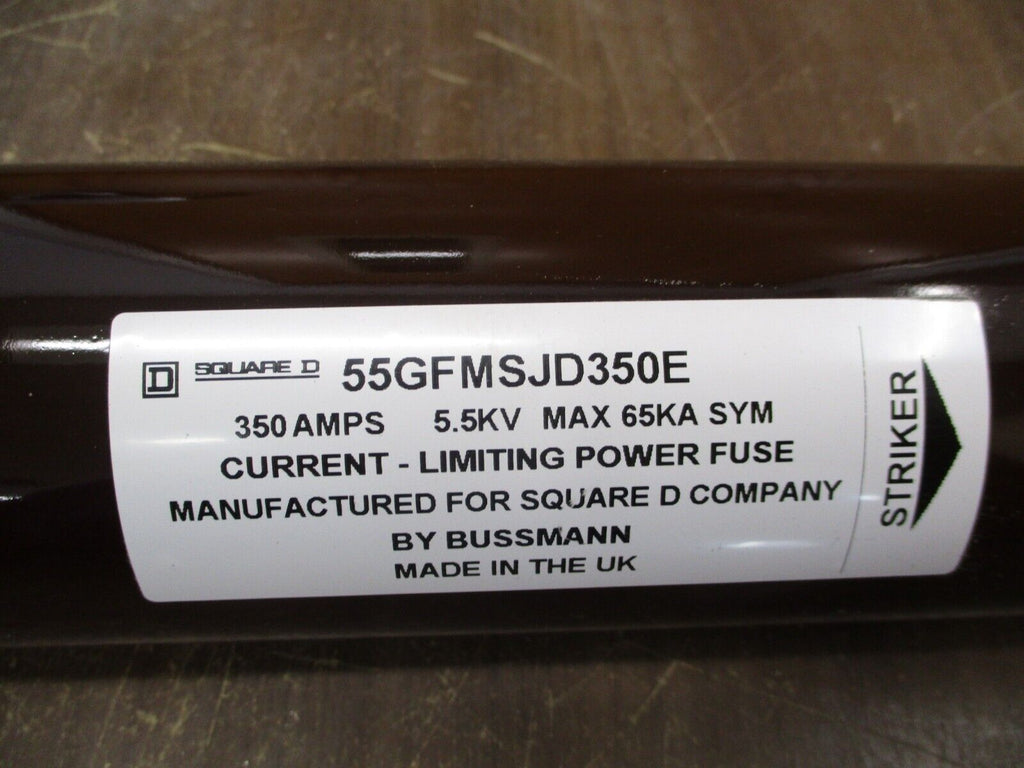 D SQUARE D 55GFMSJD350E
350 AMPS 5.5KV MAX 65KA SYM
CURRENT - LIMITING POWER FUSE
MANUFACTURED FOR SQUARE D COMPANY
BY BUSSMANN
MADE IN THE UK
STRIKER